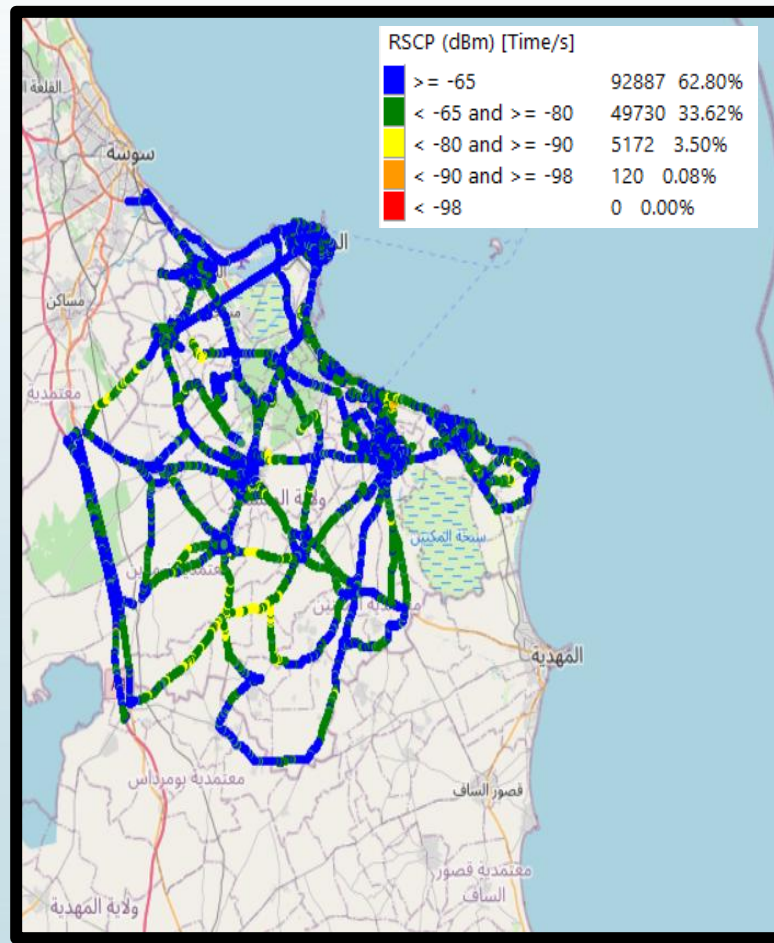 RSCP (dBm) [Time/s]
>= -65 92887 62.80%
< -65 and >= -80 49730 33.62%
< -80 and >= -90 5172 3.50%
< -90 and >= -98 120 0.08%
< -98 0 0.00%
القلعة
سوسة
مساكن
معتمدية
ولاية
سبخة المكنين
معتمدية
المهدية
معتمدية بومرداس
قصور الساف
معتمدية قصور
الساف
ولاية المهدية